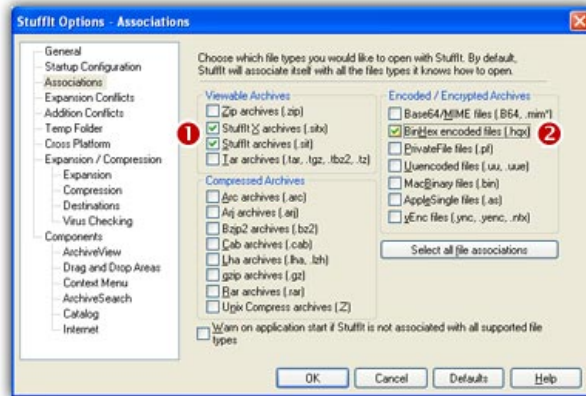 StuffIt Options - Associations
General
Startup Configuration
Associations
Expansion Conflicts
Addition Conflicts
Temp Folder
Cross Platform
Expansion / Compression
Expansion
Compression
Destinations
Virus Checking
Components
ArchiveView
Drag and Drop Areas
Context Menu
ArchiveSearch
Catalog
Internet
Choose which file types you would like to open with StuffIt. By default,
StuffIt will associate itself with all the files types it knows how to open.
Viewable Archives
Zip archives (.zip)
1
StuffIt X archives (.sitx)
StuffIt archives (.sit)
Tar archives (.tar, .tgz, .tbz2, .tz)
Compressed Archives
Arc archives (.arc)
Arj archives (.arj)
Bzip2 archives (.bz2)
Cab archives (.cab)
Lha archives (.lha, .lzh)
gzip archives (.gz)
Rar archives (.rar)
Unix Compress archives (.Z)
Encoded / Encrypted Archives
Base64/MIME files (.B64, .mim*)
BinHex encoded files (.hqx)
2
PrivateFile files (.pf)
Uuencoded files (.uu, .uue)
MacBinary files (.bin)
AppleSingle files (.as)
yEnc files (.ync, .yenc, .ntx)
Select all file associations
Warn on application start if StuffIt is not associated with all supported file
types
OK
Cancel
Defaults
Help